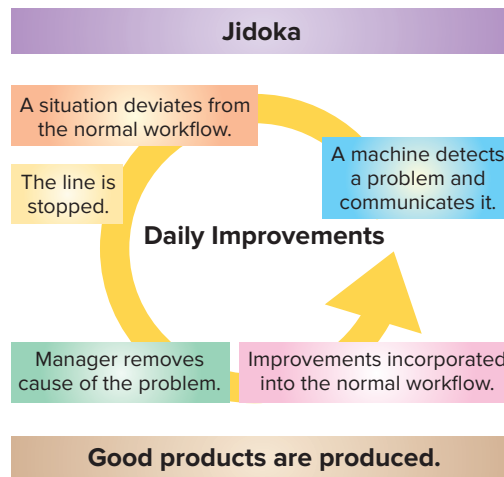 Jidoka
A situation deviates from
the normal workflow.
A machine detects
a problem and
communicates it.
The line is
stopped.
Daily Improvements
Manager removes
cause of the problem.
Improvements incorporated
into the normal workflow.
Good products are produced.